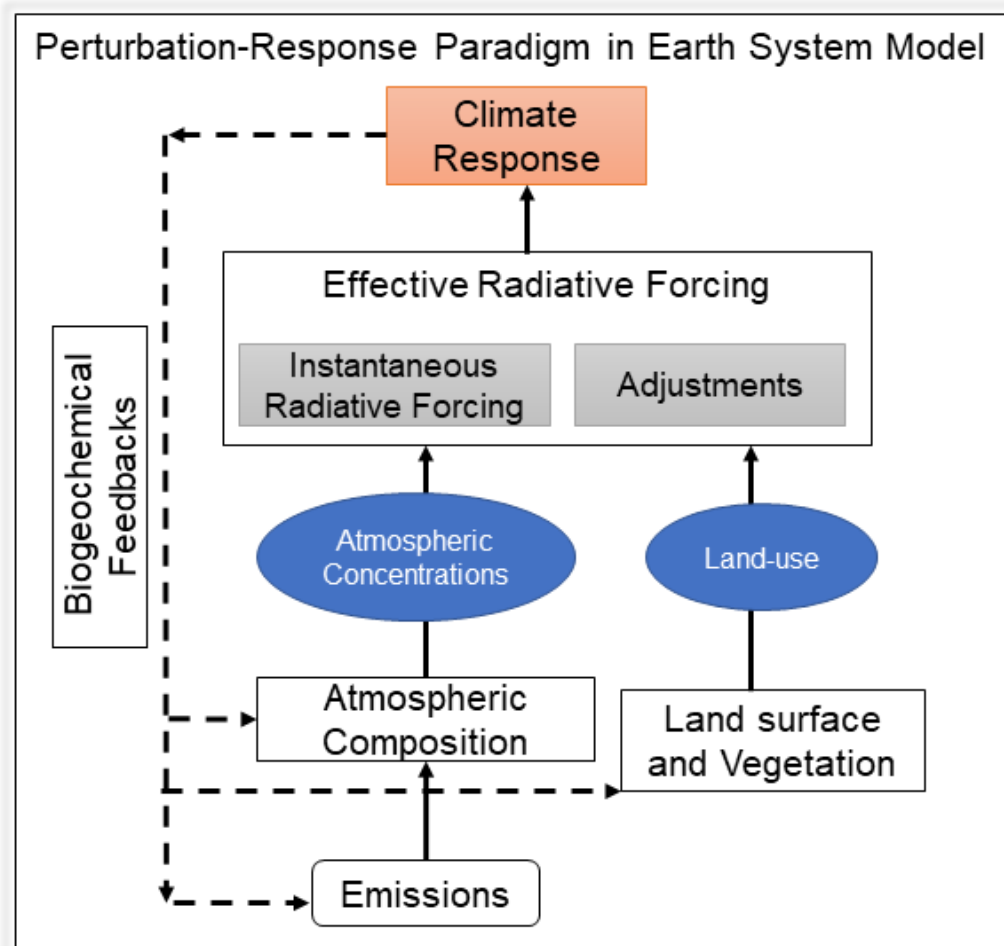 Perturbation-Response Paradigm in Earth System Model
Climate
Response
Effective Radiative Forcing
Instantaneous
Radiative Forcing
Adjustments
Biogeochemical
Feedbacks
Atmospheric
Concentrations
Land-use
Atmospheric
Composition
Land surface
and Vegetation
Emissions